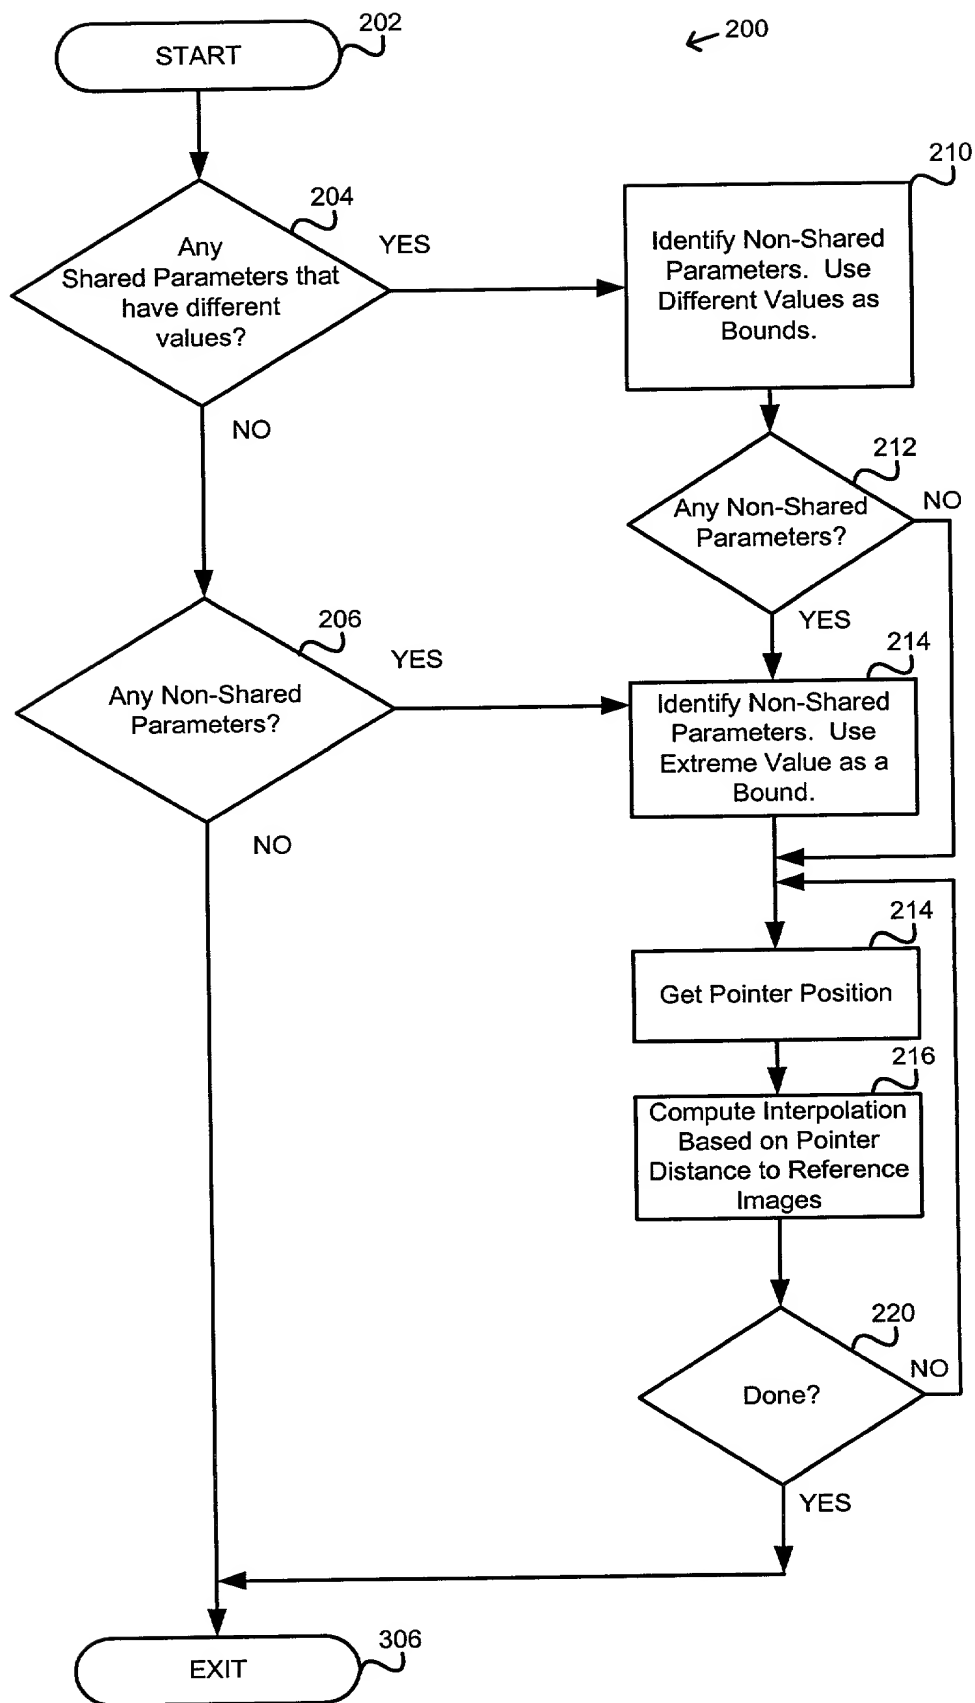 202
START
200
204
Any
Shared Parameters that
have different
values?
YES
NO
210
Identify Non-Shared
Parameters. Use
Different Values as
Bounds.
212
Any Non-Shared
Parameters?
NO
YES
206
Any Non-Shared
Parameters?
YES
NO
214
Identify Non-Shared
Parameters. Use
Extreme Value as a
Bound.
214
Get Pointer Position
216
Compute Interpolation
Based on Pointer
Distance to Reference
Images
220
Done?
NO
YES
306
EXIT